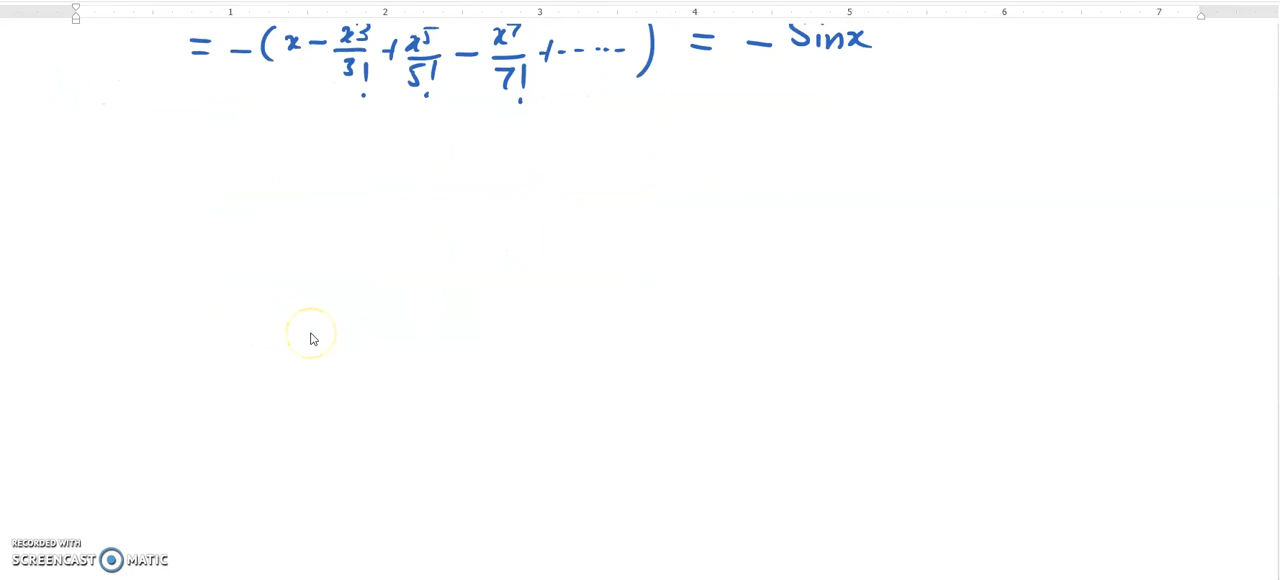 1 2 3 4 5 6 7
= - ( x - x³/3! + x⁵/5! - x⁷/7! + ...... ) = - Sinx
RECORDED WITH
SCREENCAST MATIC